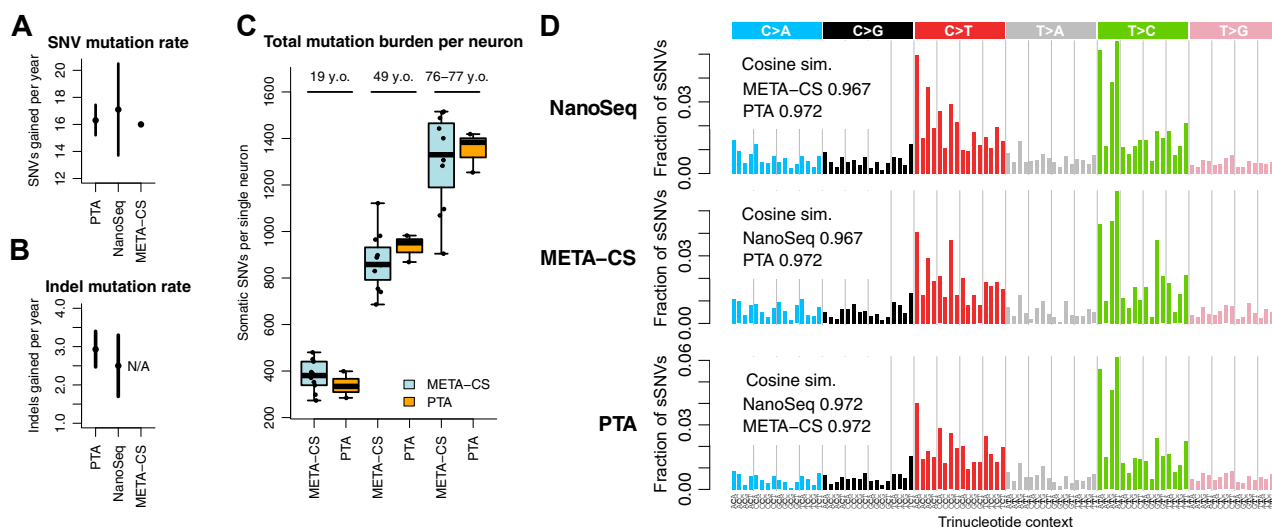 A
SNV mutation rate
SNVs gained per year
20
18
16
14
12
PTA
NanoSeq
META−CS
B
Indel mutation rate
Indels gained per year
4.0
3.0
2.0
1.0
N/A
PTA
NanoSeq
META−CS
C
Total mutation burden per neuron
19 y.o.
49 y.o.
76−77 y.o.
Somatic SNVs per single neuron
1600
1400
1200
1000
800
600
400
200
META−CS
PTA
META−CS
PTA
META−CS
PTA
META−CS
PTA
D
C>A
C>G
C>T
T>A
T>C
T>G
NanoSeq
Fraction of sSNVs
0.03
0.00
Cosine sim.
META−CS 0.967
PTA 0.972
META−CS
Fraction of sSNVs
0.03
0.00
Cosine sim.
NanoSeq 0.967
PTA 0.972
PTA
Fraction of sSNVs
0.06
0.03
0.00
Cosine sim.
NanoSeq 0.972
META−CS 0.972
Trinucleotide context